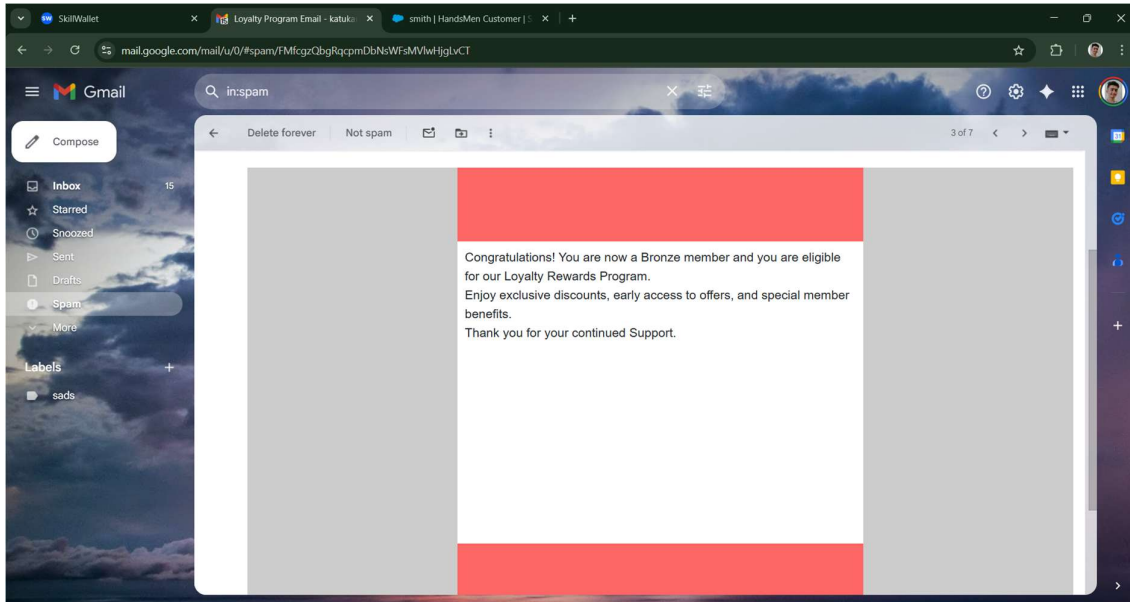 SkillWallet
Loyalty Program Email - katuka
smith | HandsMen Customer | S
mail.google.com/mail/u/0/#spam/FMfcgzQbgRqcpmDbNsWFsMVlwHjgLvCT
Gmail
in:spam
Compose
Delete forever
Not spam
3 of 7
Inbox 15
Starred
Snoozed
Sent
Drafts
Spam
More
Labels
sads
Congratulations! You are now a Bronze member and you are eligible
for our Loyalty Rewards Program.
Enjoy exclusive discounts, early access to offers, and special member
benefits.
Thank you for your continued Support.